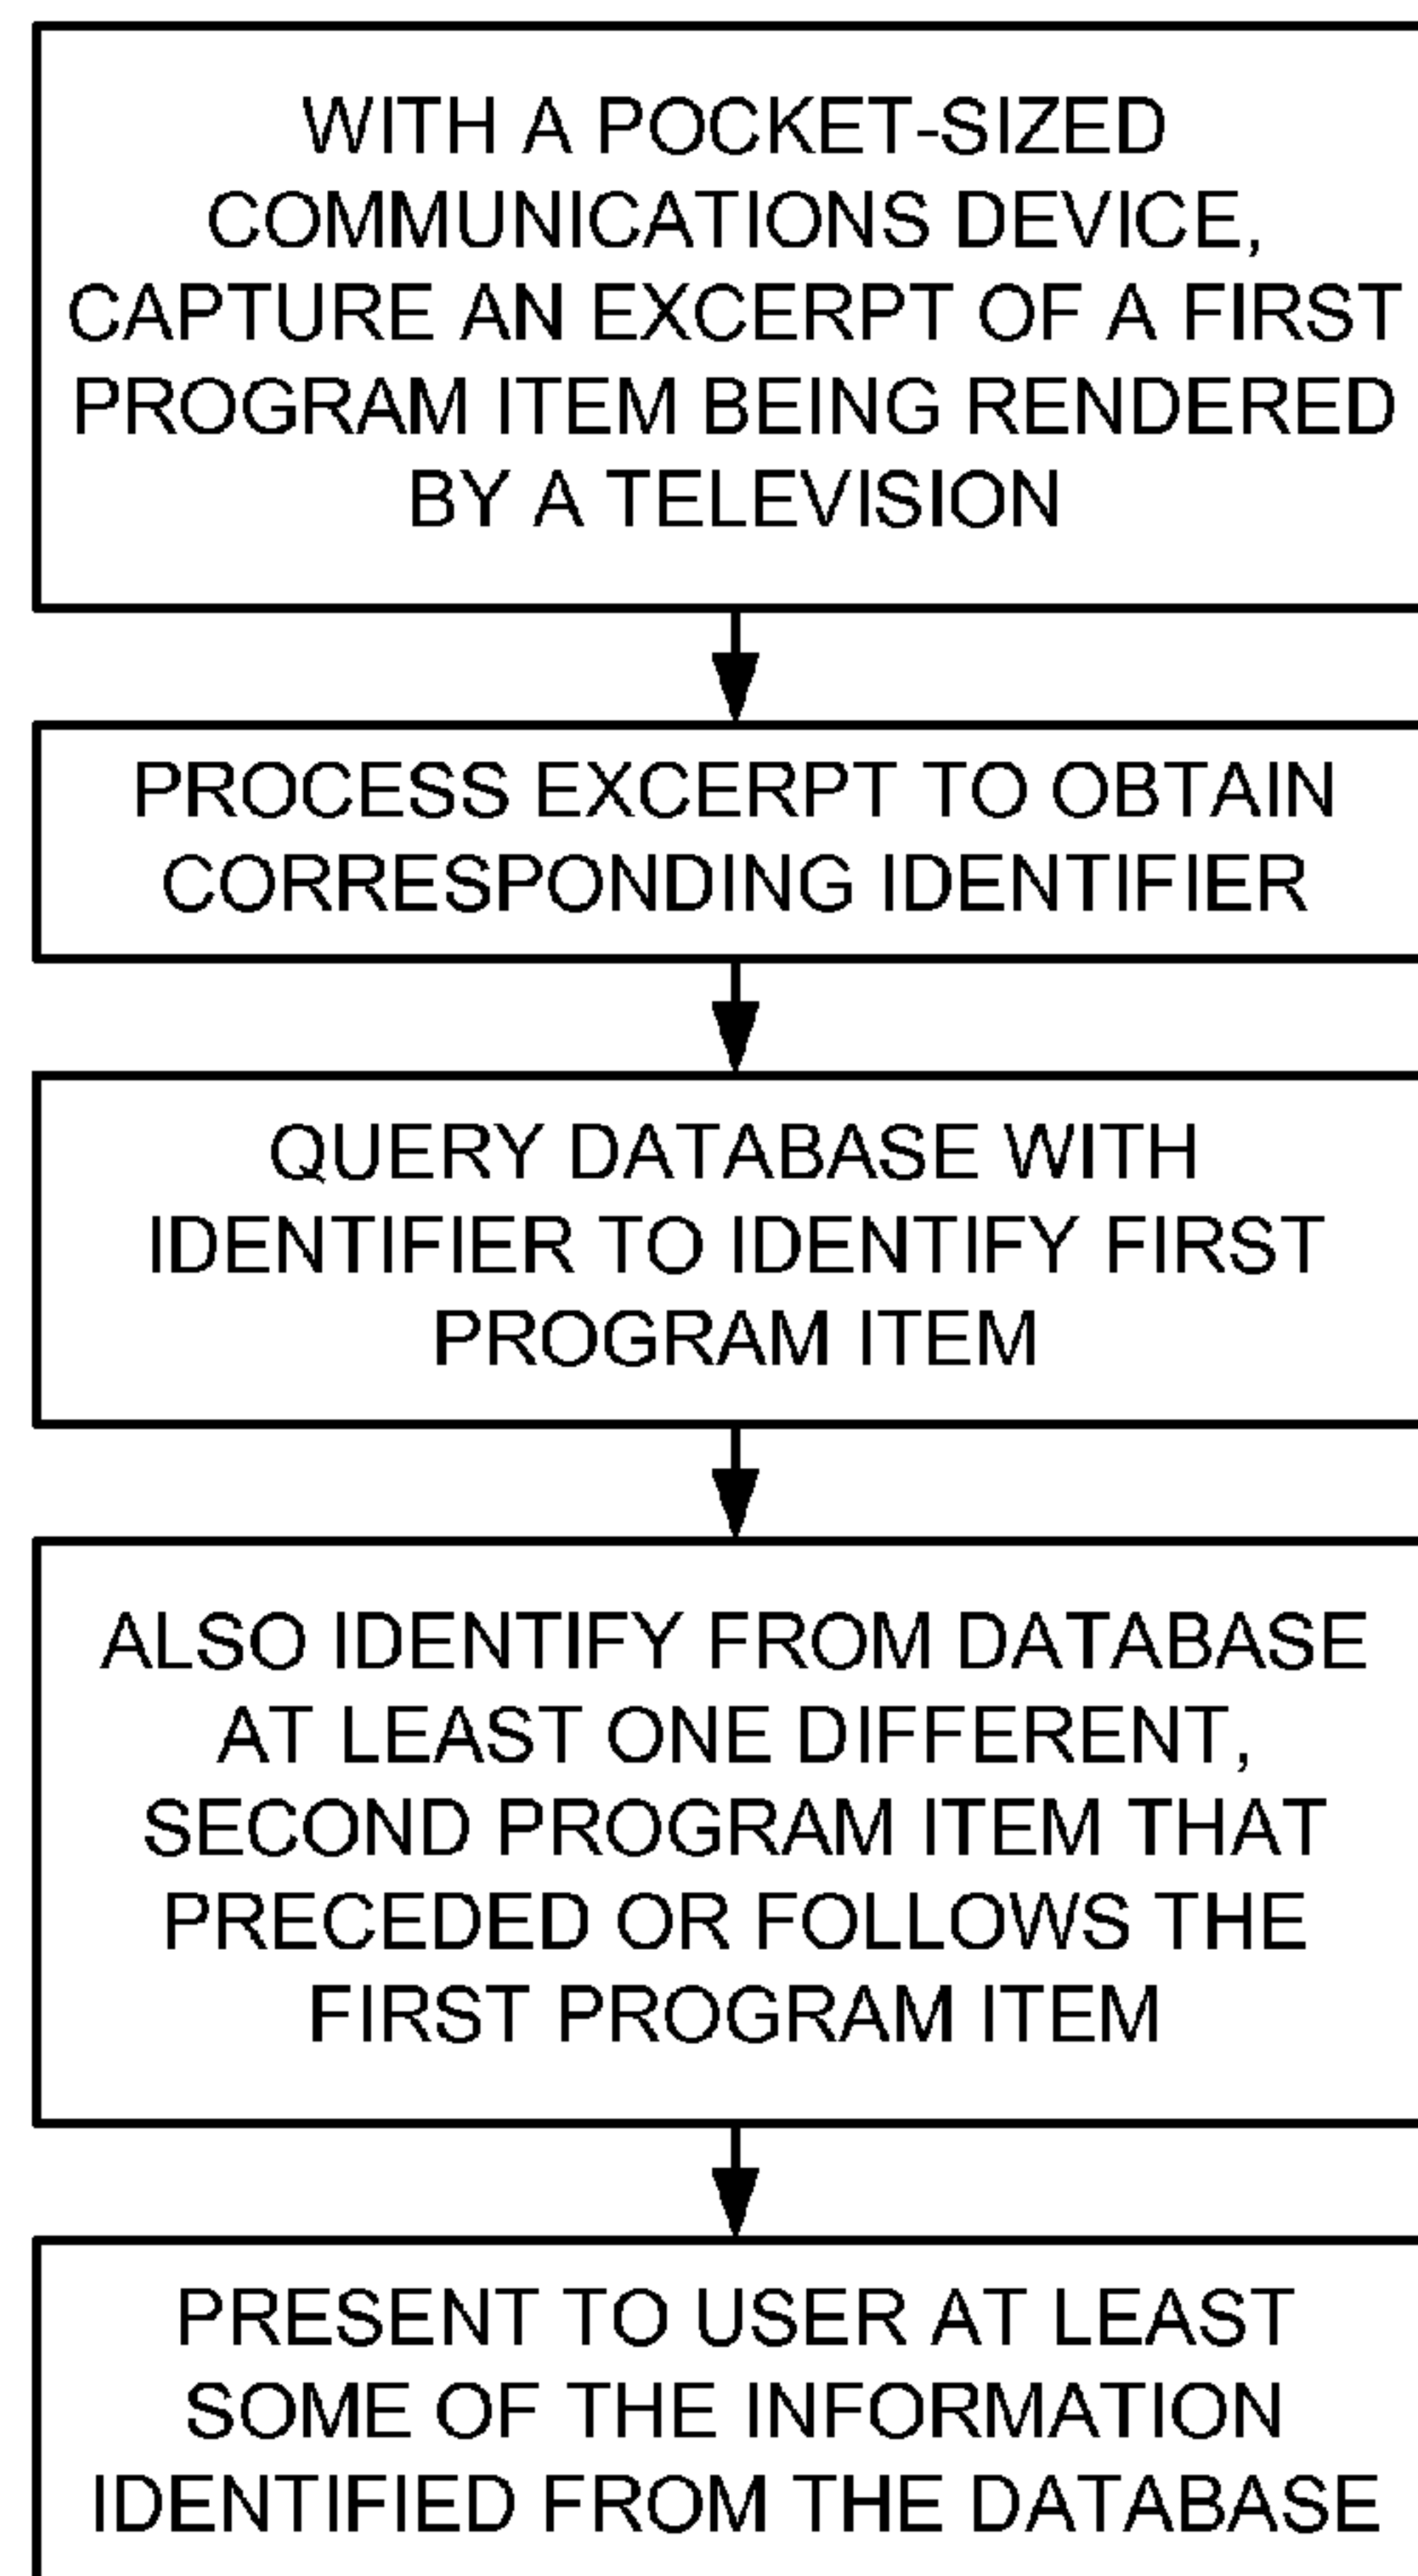 WITH A POCKET-SIZED
COMMUNICATIONS DEVICE,
CAPTURE AN EXCERPT OF A FIRST
PROGRAM ITEM BEING RENDERED
BY A TELEVISION
PROCESS EXCERPT TO OBTAIN
CORRESPONDING IDENTIFIER
QUERY DATABASE WITH
IDENTIFIER TO IDENTIFY FIRST
PROGRAM ITEM
ALSO IDENTIFY FROM DATABASE
AT LEAST ONE DIFFERENT,
SECOND PROGRAM ITEM THAT
PRECEDED OR FOLLOWS THE
FIRST PROGRAM ITEM
PRESENT TO USER AT LEAST
SOME OF THE INFORMATION
IDENTIFIED FROM THE DATABASE